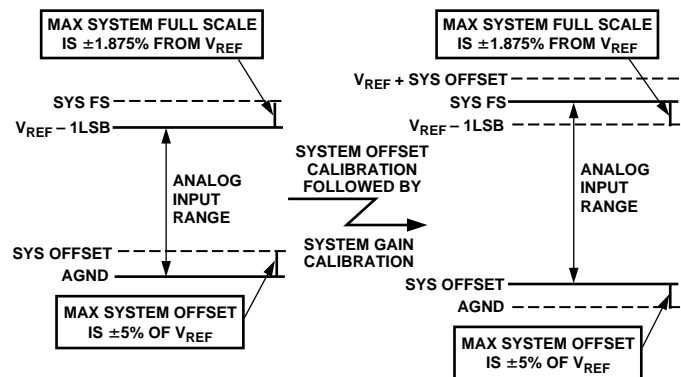 MAX SYSTEM FULL SCALE
IS ±1.875% FROM VREF
SYS FS
VREF – 1LSB
ANALOG
INPUT
RANGE
SYS OFFSET
AGND
MAX SYSTEM OFFSET
IS ±5% OF VREF
SYSTEM OFFSET
CALIBRATION
FOLLOWED BY
SYSTEM GAIN
CALIBRATION
MAX SYSTEM FULL SCALE
IS ±1.875% FROM VREF
VREF + SYS OFFSET
SYS FS
VREF – 1LSB
ANALOG
INPUT
RANGE
SYS OFFSET
AGND
MAX SYSTEM OFFSET
IS ±5% OF VREF